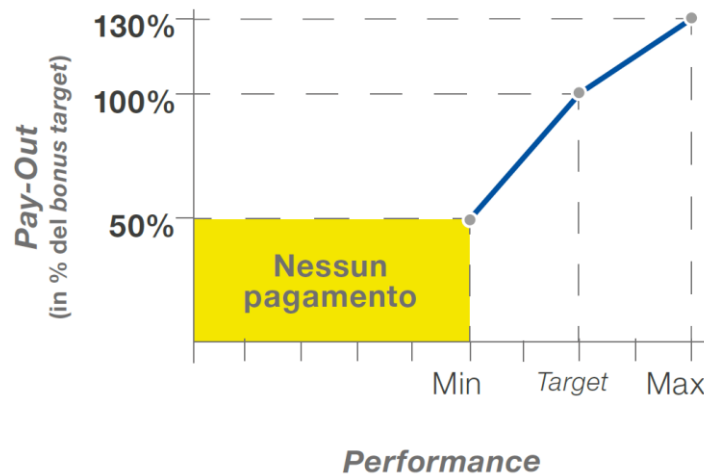 130%
100%
50%
Pay-Out
(in % del bonus target)
Nessun
pagamento
Min
Target
Max
Performance